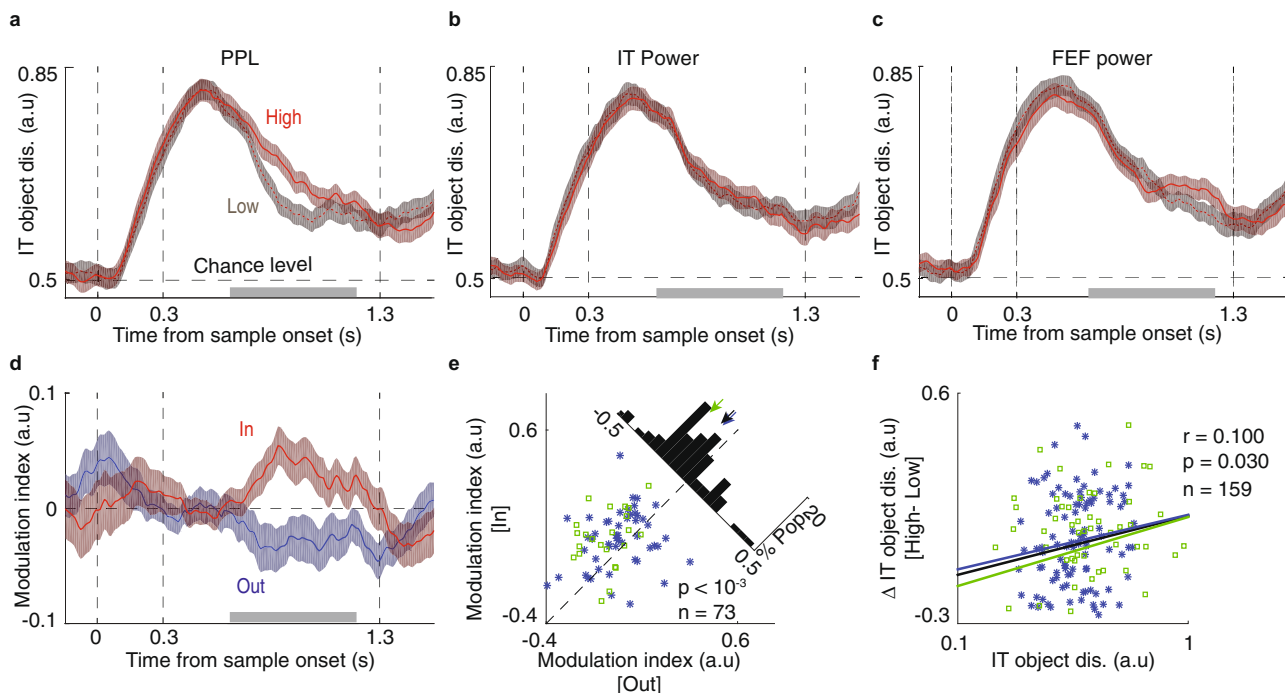 a
PPL
0.85
IT object dis. (a.u)
High
Low
Chance level
0.5
0
0.3
1.3
Time from sample onset (s)
b
IT Power
0.85
IT object dis. (a.u)
0.5
0
0.3
1.3
Time from sample onset (s)
c
FEF power
0.85
IT object dis. (a.u)
0.5
0
0.3
1.3
Time from sample onset (s)
d
0.1
Modulation index (a.u)
In
0
Out
-0.1
0
0.3
1.3
Time from sample onset (s)
e
0.6
Modulation index (a.u)
[In]
-0.4
-0.5
0.5
% Pop.
20
p < 10-3
n = 73
-0.4
0.6
Modulation index (a.u)
[Out]
f
0.6
Δ IT object dis. (a.u)
[High- Low]
-0.3
r = 0.100
p = 0.030
n = 159
0.1
1
IT object dis. (a.u)